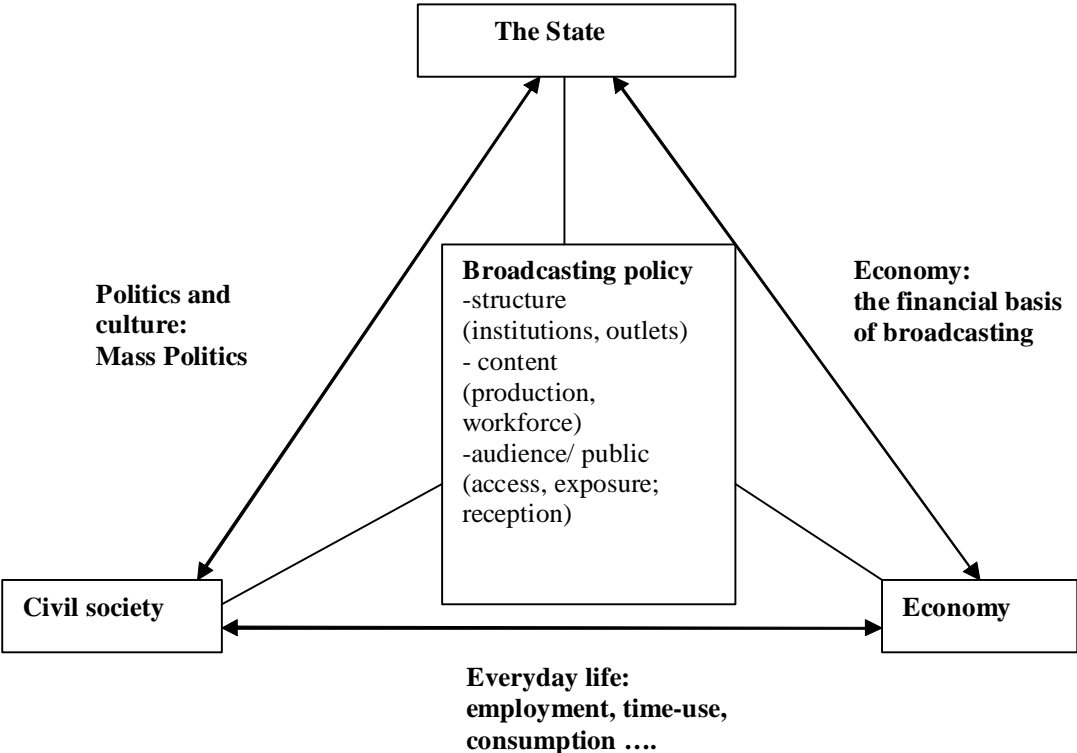 The State
Politics and
culture:
Mass Politics
Broadcasting policy
-structure
(institutions, outlets)
- content
(production,
workforce)
-audience/ public
(access, exposure;
reception)
Economy:
the financial basis
of broadcasting
Civil society
Economy
Everyday life:
employment, time-use,
consumption ….